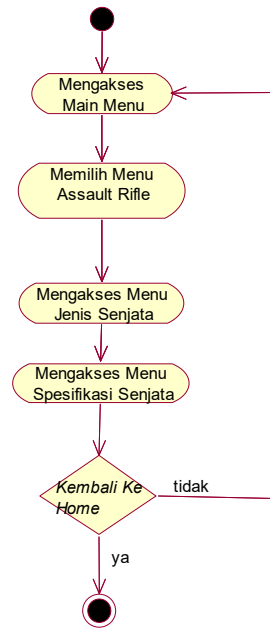 Mengakses
Main Menu
Memilih Menu
Assault Rifle
Mengakses Menu
Jenis Senjata
Mengakses Menu
Spesifikasi Senjata
Kembali Ke
Home
tidak
ya